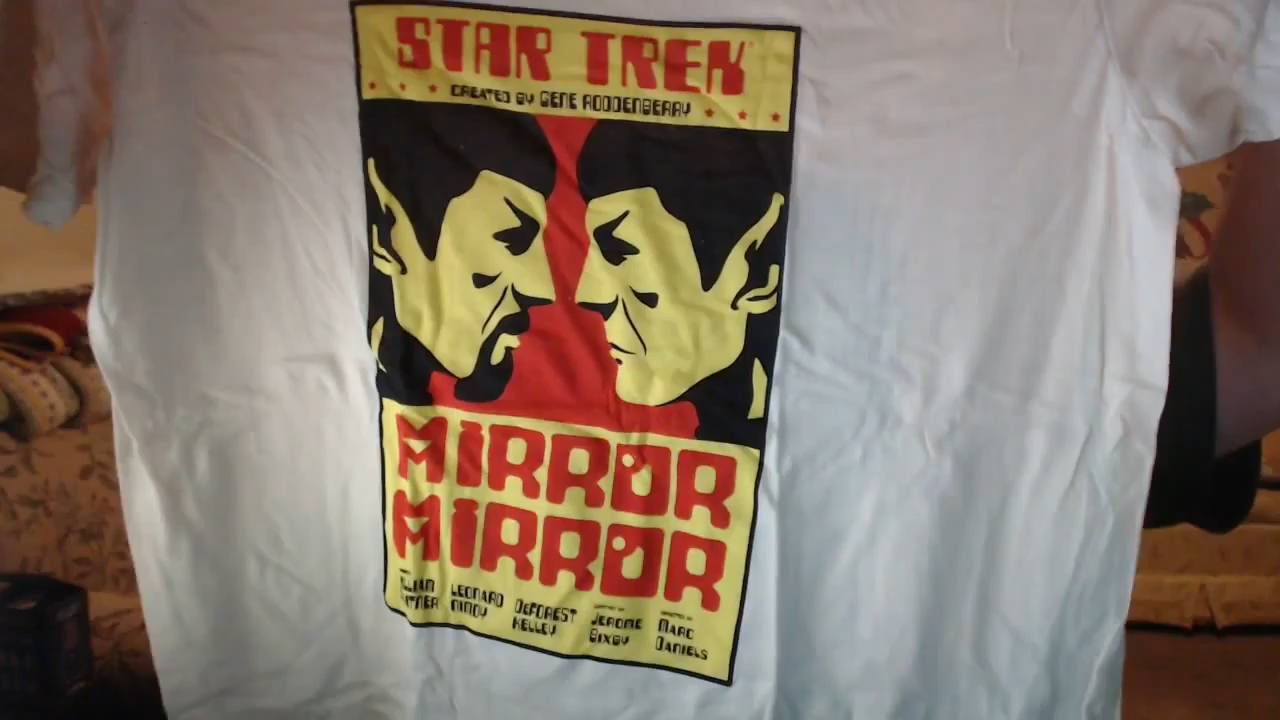 STAR TREK
CREATED BY GENE RODDENBERRY
MIRROR
MIRROR
LEONARD NIMOY
DEFOREST KELLEY
JEROME BIXBY
MARC DANIELS